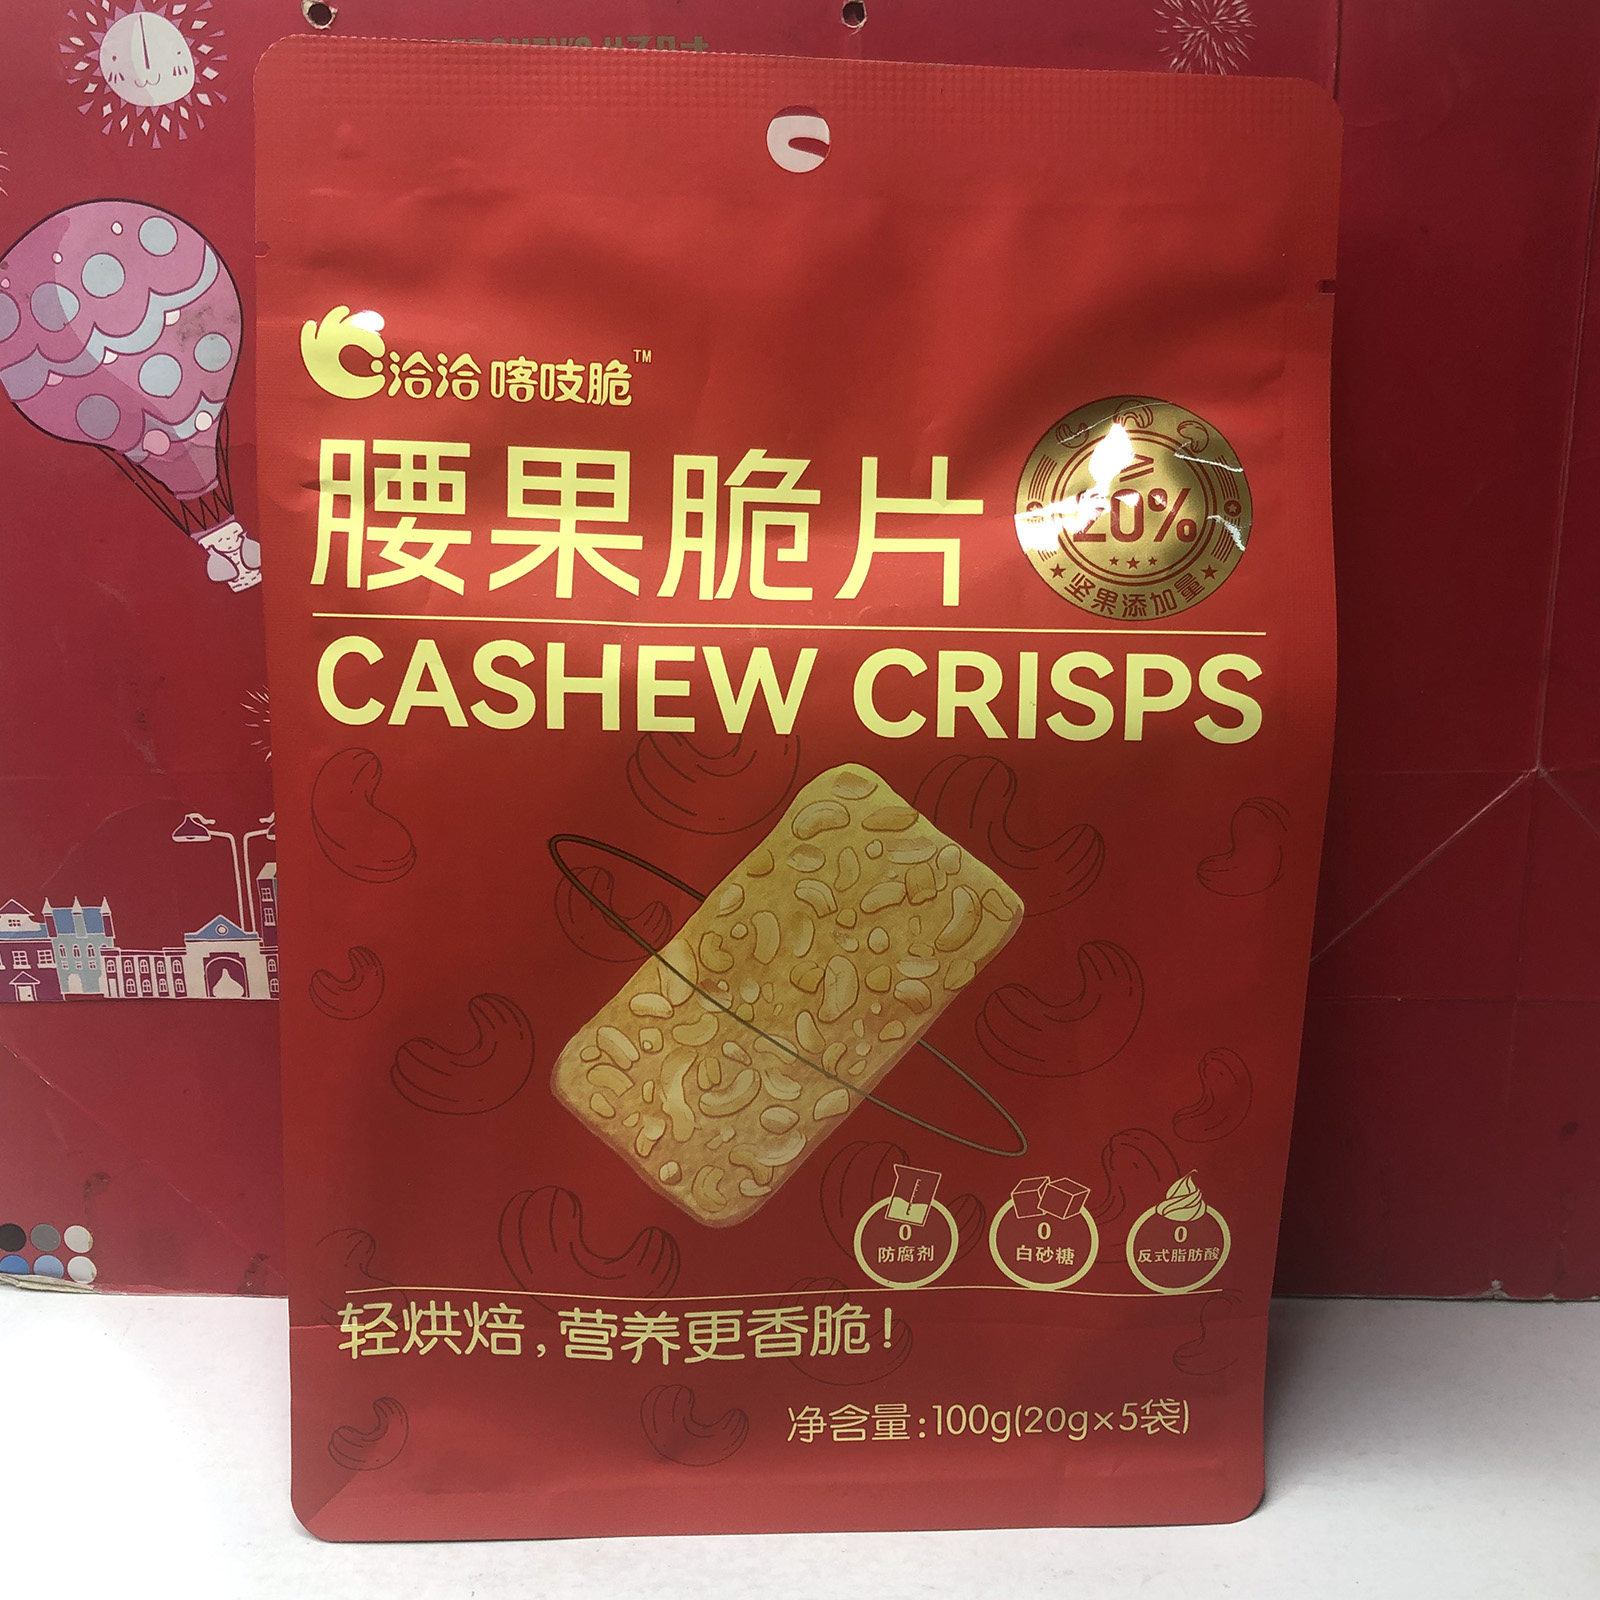 洽洽 喀吱脆™
腰果脆片
≥
20%
坚果添加量
CASHEW CRISPS
0
防腐剂
0
白砂糖
0
反式脂肪酸
轻烘焙,营养更香脆!
净含量:100g(20g×5袋)